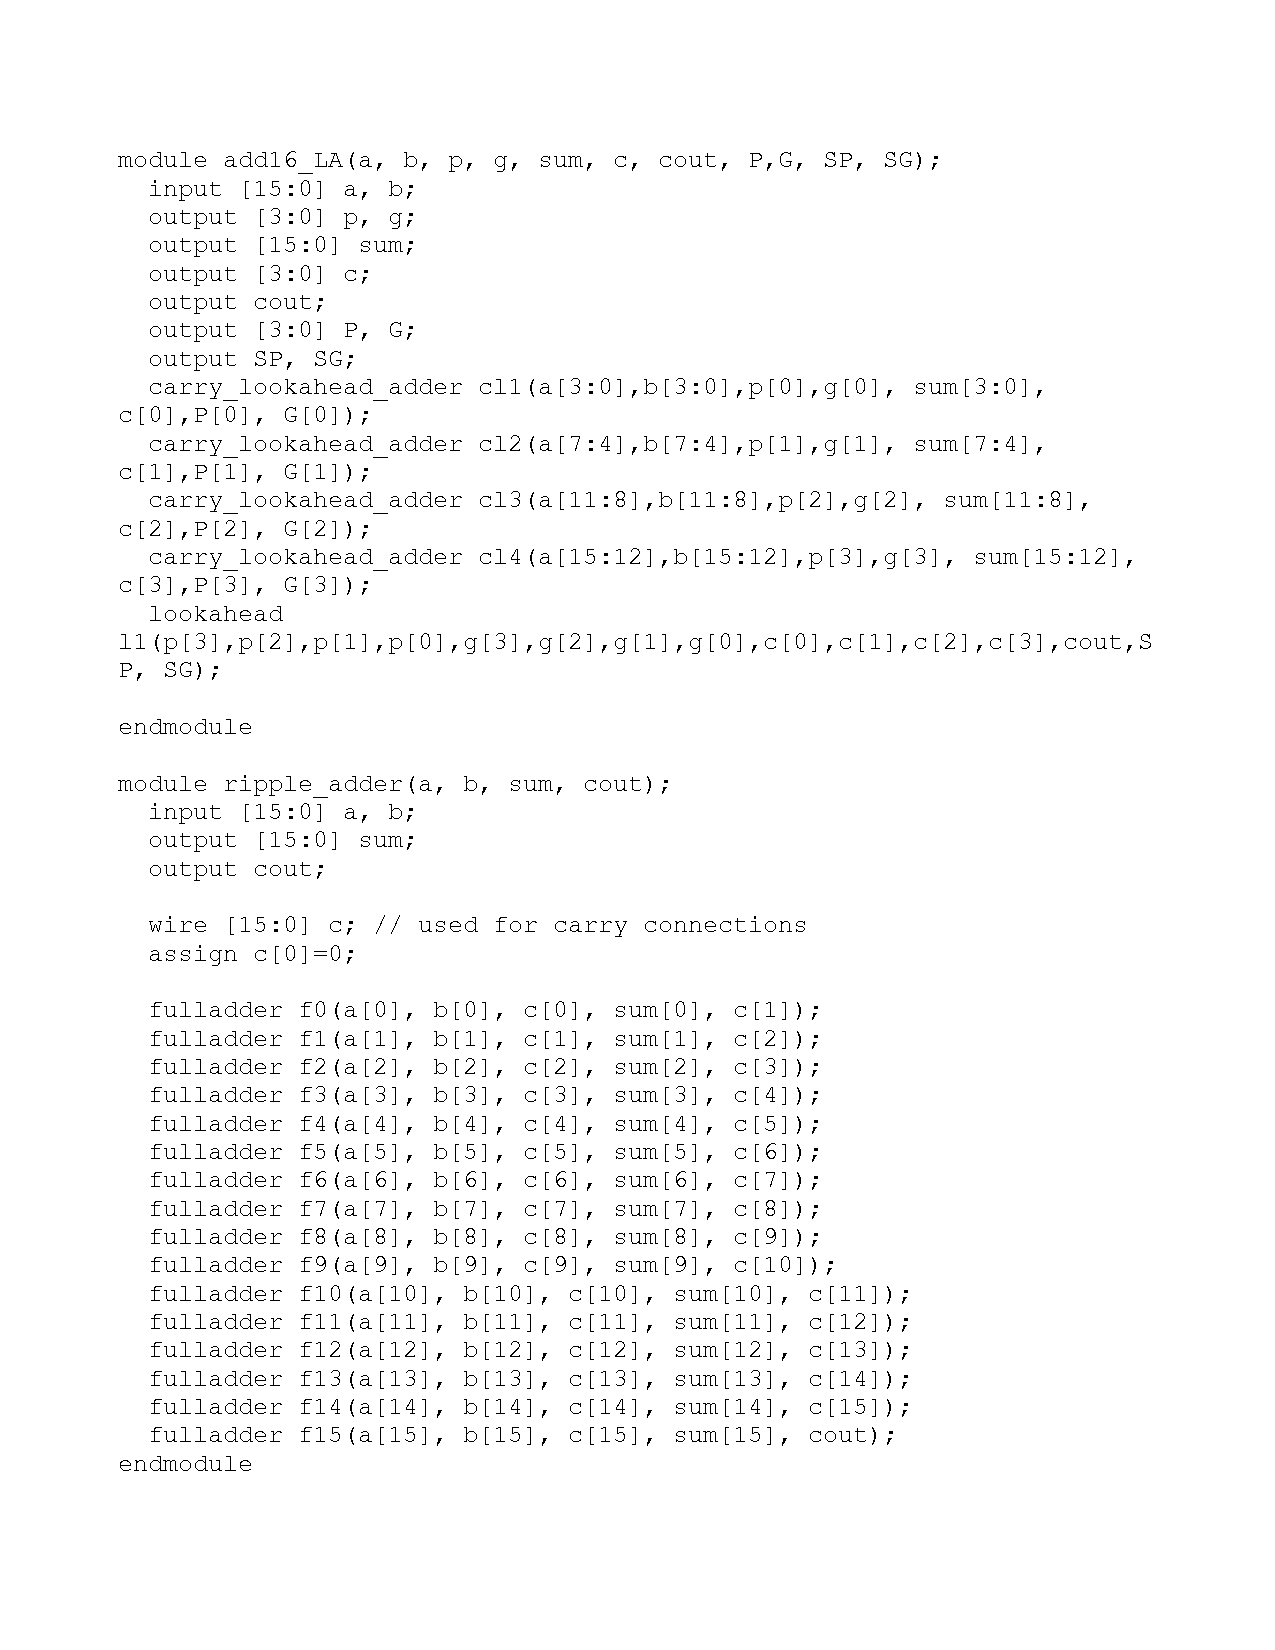 module add16_LA(a, b, p, g, sum, c, cout, P,G, SP, SG);
  input [15:0] a, b;
  output [3:0] p, g;
  output [15:0] sum;
  output [3:0] c;
  output cout;
  output [3:0] P, G;
  output SP, SG;
  carry_lookahead_adder cl1(a[3:0],b[3:0],p[0],g[0], sum[3:0],
c[0],P[0], G[0]);
  carry_lookahead_adder cl2(a[7:4],b[7:4],p[1],g[1], sum[7:4],
c[1],P[1], G[1]);
  carry_lookahead_adder cl3(a[11:8],b[11:8],p[2],g[2], sum[11:8],
c[2],P[2], G[2]);
  carry_lookahead_adder cl4(a[15:12],b[15:12],p[3],g[3], sum[15:12],
c[3],P[3], G[3]);
  lookahead
l1(p[3],p[2],p[1],p[0],g[3],g[2],g[1],g[0],c[0],c[1],c[2],c[3],cout,S
P, SG);

endmodule

module ripple_adder(a, b, sum, cout);
  input [15:0] a, b;
  output [15:0] sum;
  output cout;

  wire [15:0] c; // used for carry connections
  assign c[0]=0;

  fulladder f0(a[0], b[0], c[0], sum[0], c[1]);
  fulladder f1(a[1], b[1], c[1], sum[1], c[2]);
  fulladder f2(a[2], b[2], c[2], sum[2], c[3]);
  fulladder f3(a[3], b[3], c[3], sum[3], c[4]);
  fulladder f4(a[4], b[4], c[4], sum[4], c[5]);
  fulladder f5(a[5], b[5], c[5], sum[5], c[6]);
  fulladder f6(a[6], b[6], c[6], sum[6], c[7]);
  fulladder f7(a[7], b[7], c[7], sum[7], c[8]);
  fulladder f8(a[8], b[8], c[8], sum[8], c[9]);
  fulladder f9(a[9], b[9], c[9], sum[9], c[10]);
  fulladder f10(a[10], b[10], c[10], sum[10], c[11]);
  fulladder f11(a[11], b[11], c[11], sum[11], c[12]);
  fulladder f12(a[12], b[12], c[12], sum[12], c[13]);
  fulladder f13(a[13], b[13], c[13], sum[13], c[14]);
  fulladder f14(a[14], b[14], c[14], sum[14], c[15]);
  fulladder f15(a[15], b[15], c[15], sum[15], cout);
endmodule